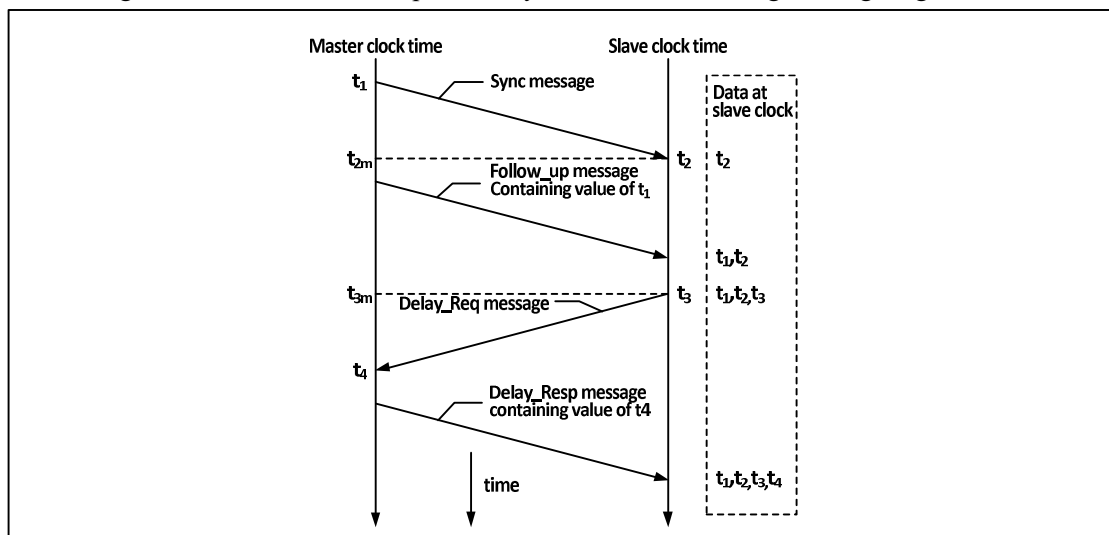 Master clock time
Slave clock time
t1
Sync message
Data at
slave clock
t2m
t2
t2
Follow_up message
Containing value of t1
t1,t2
t3m
t3
t1,t2,t3
Delay_Req message
t4
Delay_Resp message
containing value of t4
t1,t2,t3,t4
time